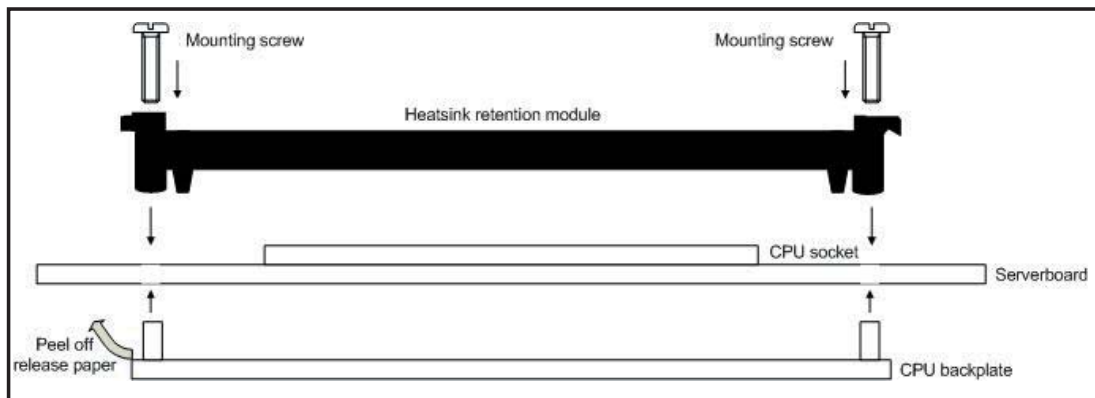 Mounting screw
Mounting screw
Heatsink retention module
CPU socket
Serverboard
Peel off
release paper
CPU backplate